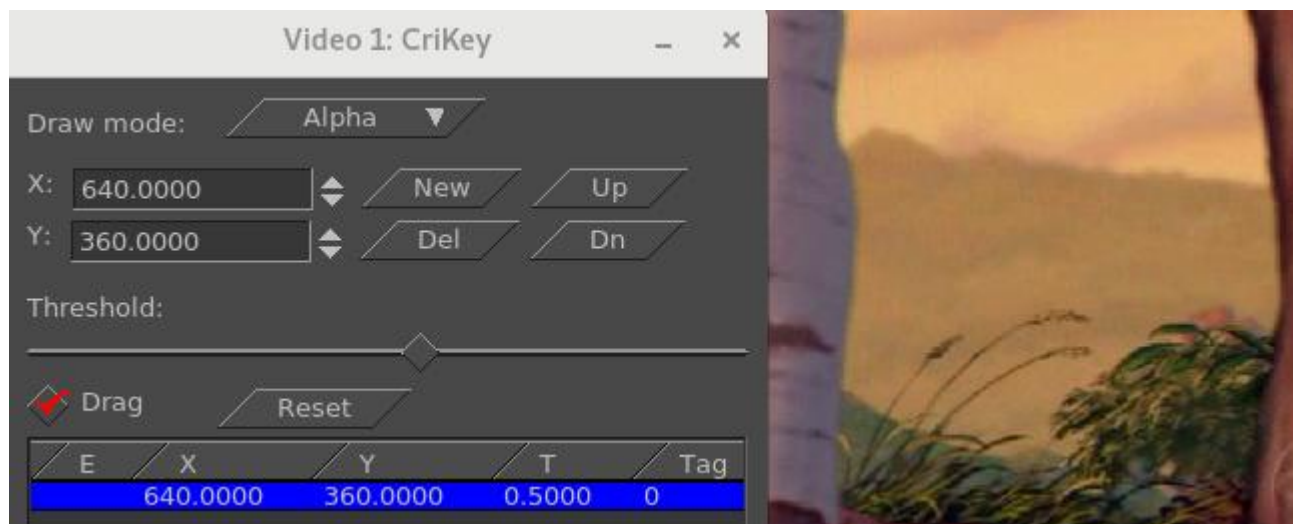 Video 1: CriKey
Draw mode: Alpha
X: 640.0000 New Up
Y: 360.0000 Del Dn
Threshold:
Drag Reset
E X Y T Tag
640.0000 360.0000 0.5000 0